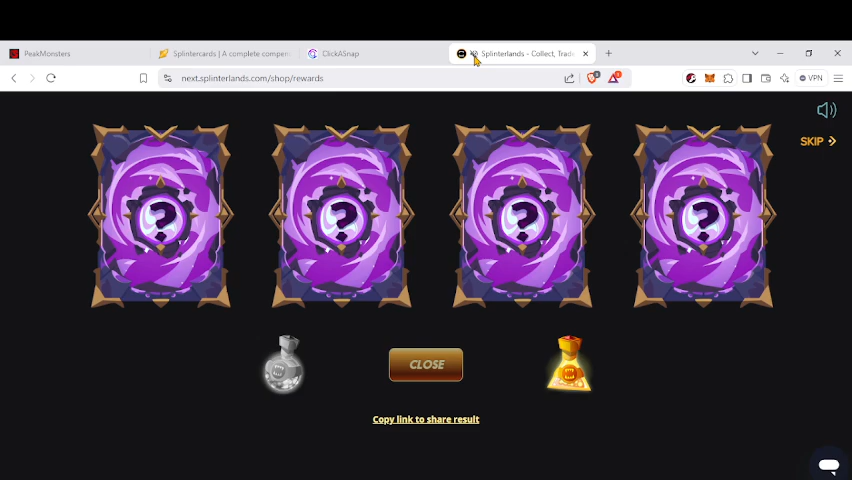 PeakMonsters
Splintercards | A complete compen
ClickASnap
Splinterlands - Collect, Trade
next.splinterlands.com/shop/rewards
VPN
SKIP
?
?
?
?
CLOSE
Copy link to share result